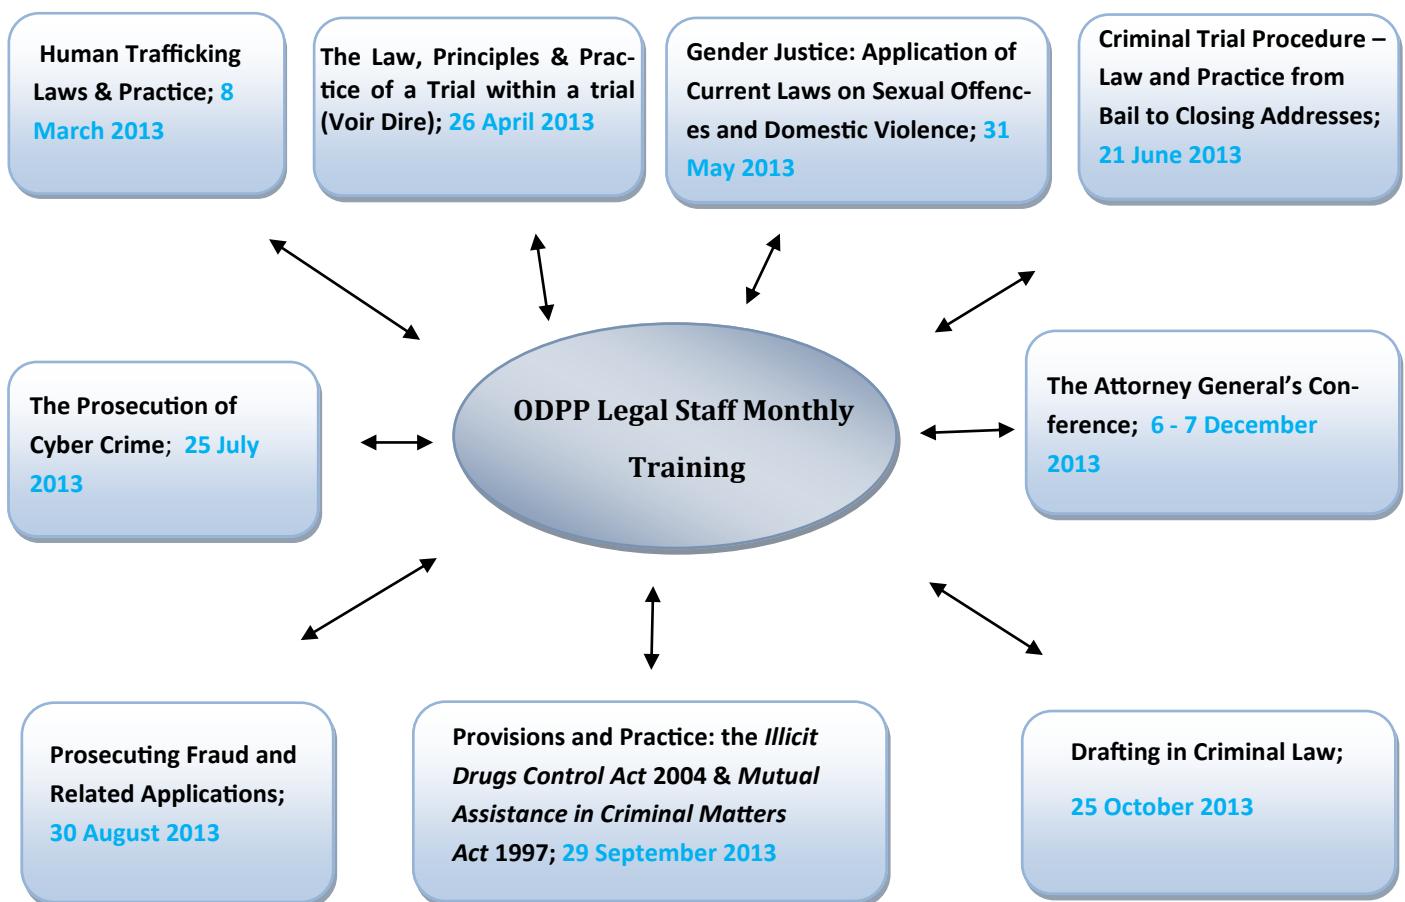 Human Trafficking
Laws & Practice; 8
March 2013
The Law, Principles & Prac-
tice of a Trial within a trial
(Voir Dire); 26 April 2013
Gender Justice: Application of
Current Laws on Sexual Offenc-
es and Domestic Violence; 31
May 2013
Criminal Trial Procedure –
Law and Practice from
Bail to Closing Addresses;
21 June 2013
The Prosecution of
Cyber Crime; 25 July
2013
ODPP Legal Staff Monthly
Training
The Attorney General’s Con-
ference; 6 - 7 December
2013
Prosecuting Fraud and
Related Applications;
30 August 2013
Provisions and Practice: the Illicit
Drugs Control Act 2004 & Mutual
Assistance in Criminal Matters
Act 1997; 29 September 2013
Drafting in Criminal Law;
25 October 2013